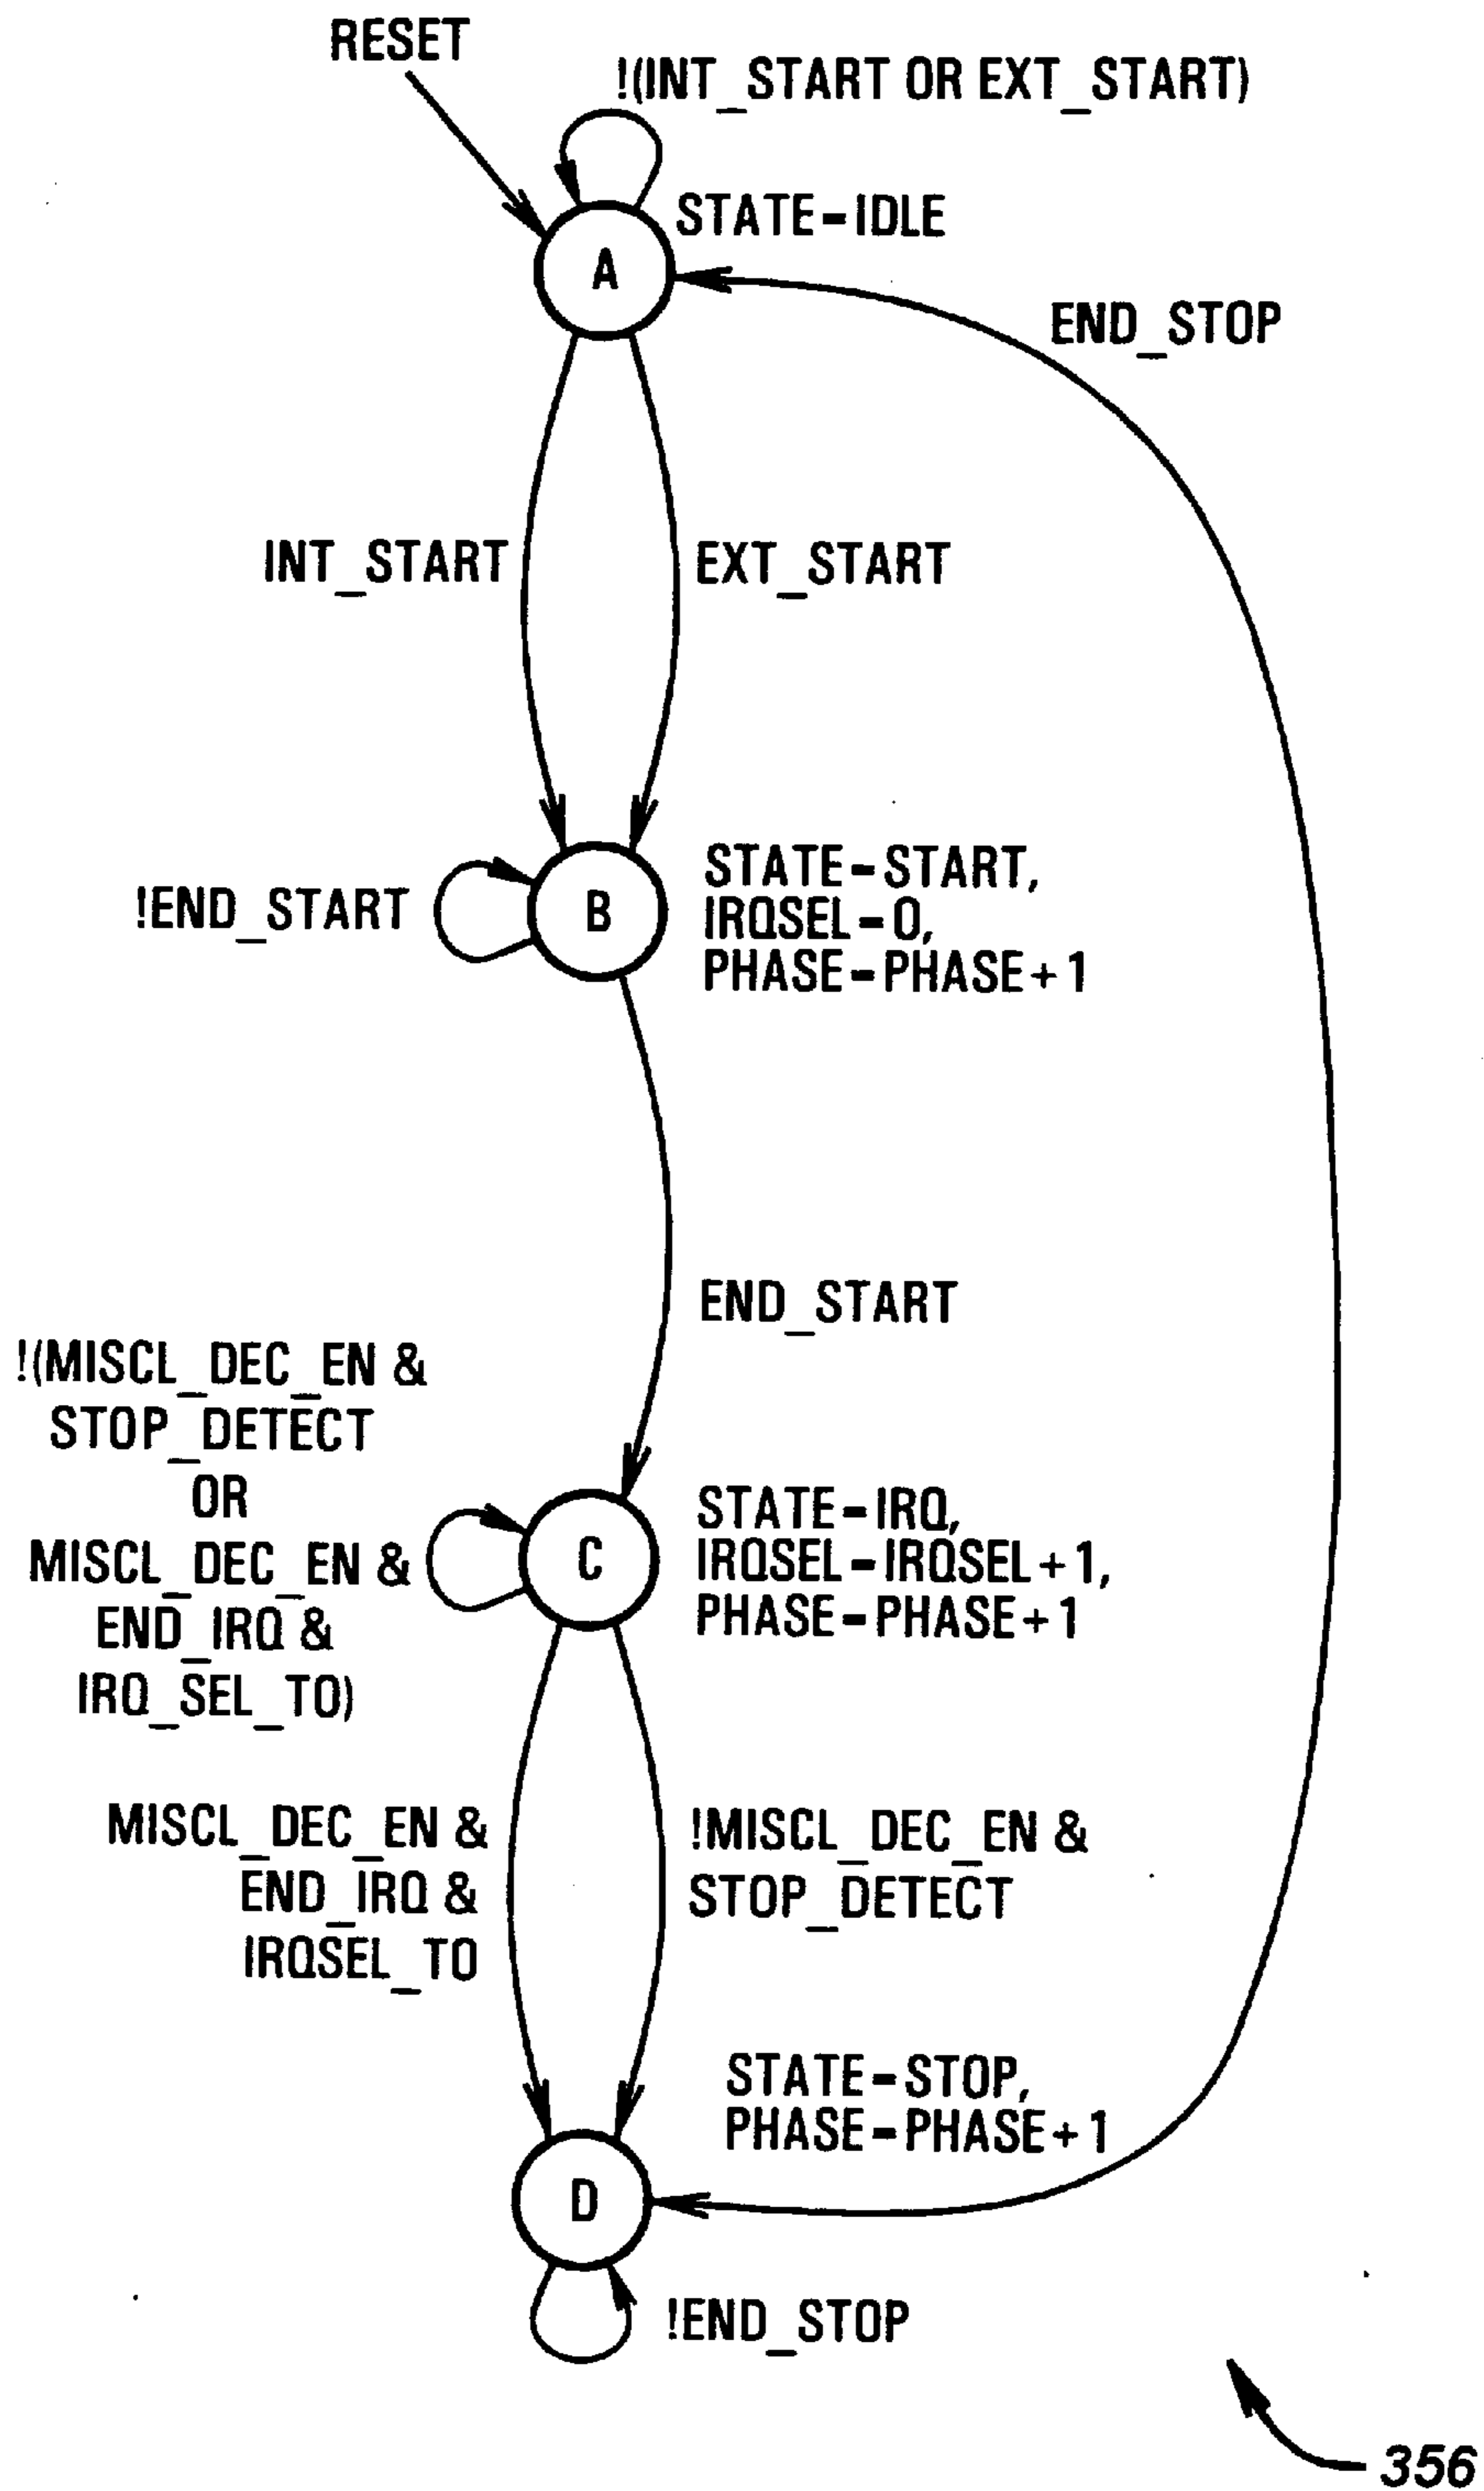 RESET
!(INT_START OR EXT_START)
STATE=IDLE
A
END_STOP
INT_START
EXT_START
!END_START
B
STATE=START,
IRQSEL=0,
PHASE=PHASE+1
END_START
!(MISCL_DEC_EN &
STOP_DETECT
OR
MISCL_DEC_EN &
END_IRQ &
IRQ_SEL_TO)
C
STATE=IRQ,
IRQSEL=IRQSEL+1,
PHASE=PHASE+1
MISCL_DEC_EN &
END_IRQ &
IRQSEL_TO
!MISCL_DEC_EN &
STOP_DETECT
STATE=STOP,
PHASE=PHASE+1
D
!END_STOP
356